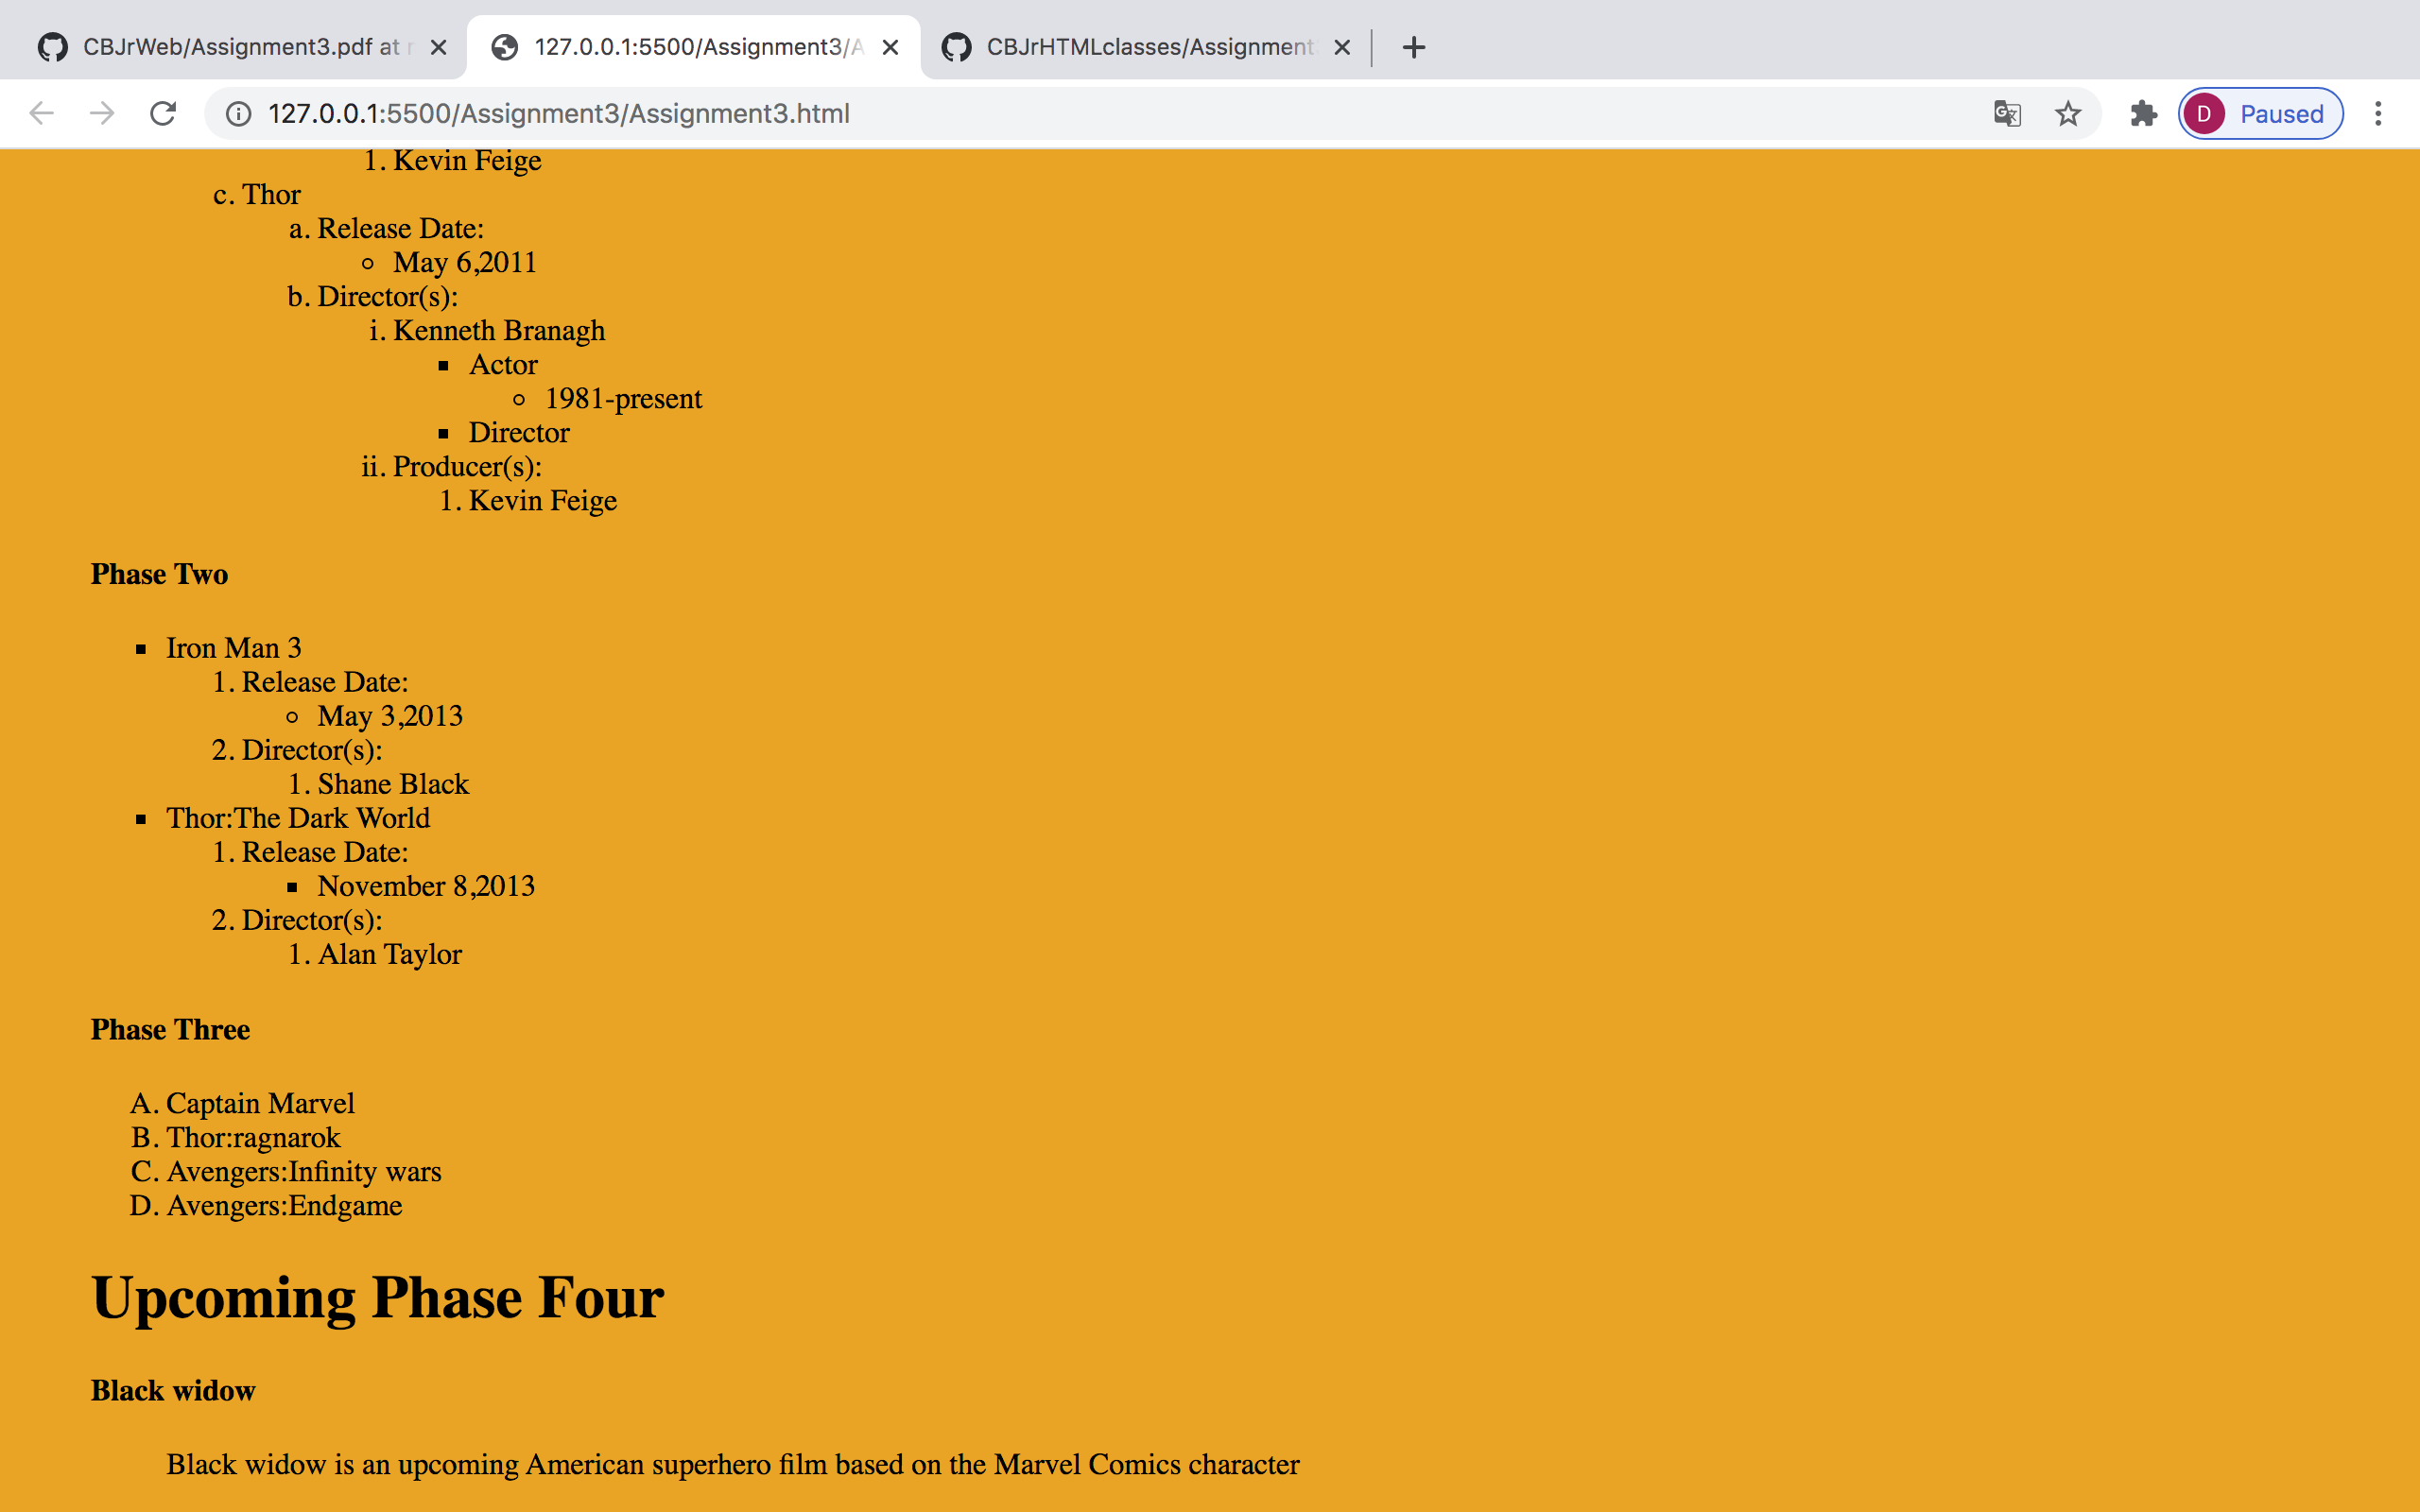 CBJrWeb/Assignment3.pdf at
127.0.0.1:5500/Assignment3/A
CBJrHTMLclasses/Assignment
127.0.0.1:5500/Assignment3/Assignment3.html
D Paused
1. Kevin Feige
c. Thor
a. Release Date:
May 6,2011
b. Director(s):
i. Kenneth Branagh
Actor
1981-present
Director
ii. Producer(s):
1. Kevin Feige
Phase Two
Iron Man 3
1. Release Date:
May 3,2013
2. Director(s):
1. Shane Black
Thor:The Dark World
1. Release Date:
November 8,2013
2. Director(s):
1. Alan Taylor
Phase Three
A. Captain Marvel
B. Thor:ragnarok
C. Avengers:Infinity wars
D. Avengers:Endgame
Upcoming Phase Four
Black widow
Black widow is an upcoming American superhero film based on the Marvel Comics character